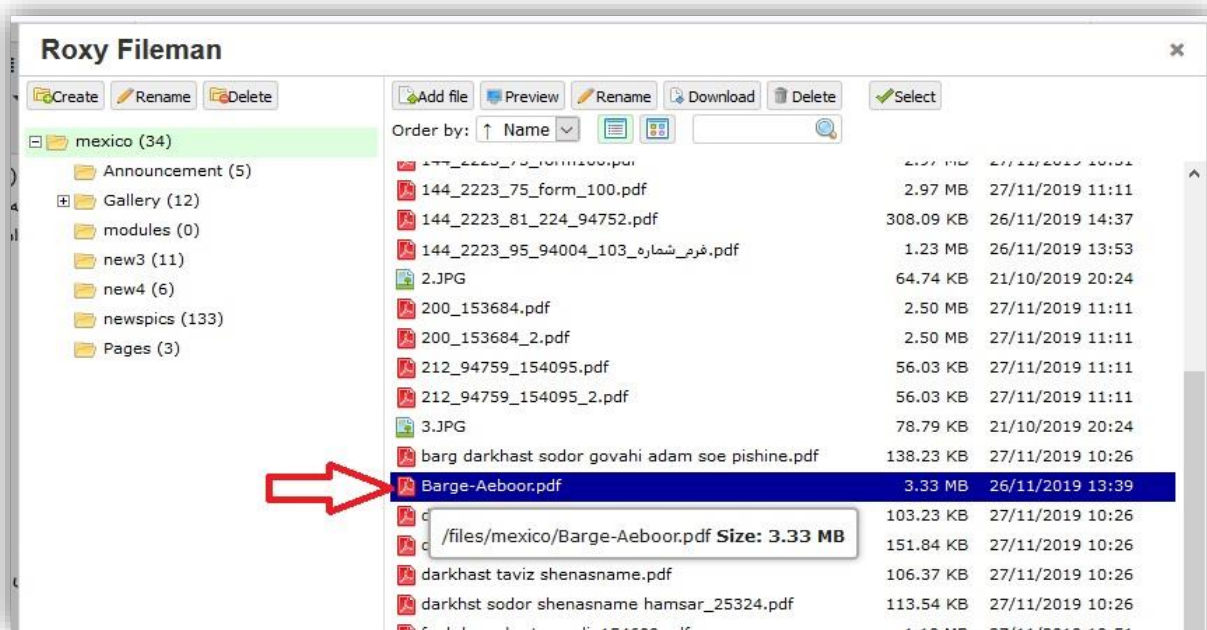 Roxy Fileman
Create Rename Delete
Add file Preview Rename Download Delete Select
Order by: ↑ Name
mexico (34)
Announcement (5)
Gallery (12)
modules (0)
new3 (11)
new4 (6)
newspics (133)
Pages (3)
144_2223_75_form_100.pdf 2.97 MB 27/11/2019 11:11
144_2223_81_224_94752.pdf 308.09 KB 26/11/2019 14:37
144_2223_95_94004_103_فرم_شماره.pdf 1.23 MB 26/11/2019 13:53
2.JPG 64.74 KB 21/10/2019 20:24
200_153684.pdf 2.50 MB 27/11/2019 11:11
200_153684_2.pdf 2.50 MB 27/11/2019 11:11
212_94759_154095.pdf 56.03 KB 27/11/2019 11:11
212_94759_154095_2.pdf 56.03 KB 27/11/2019 11:11
3.JPG 78.79 KB 21/10/2019 20:24
barg darkhast sodor govahi adam soe pishine.pdf 138.23 KB 27/11/2019 10:26
Barge-Aeboor.pdf 3.33 MB 26/11/2019 13:39
103.23 KB 27/11/2019 10:26
/files/mexico/Barge-Aeboor.pdf Size: 3.33 MB
151.84 KB 27/11/2019 10:26
darkhast taviz shenasname.pdf 106.37 KB 27/11/2019 10:26
darkhst sodor shenasname hamsar_25324.pdf 113.54 KB 27/11/2019 10:26